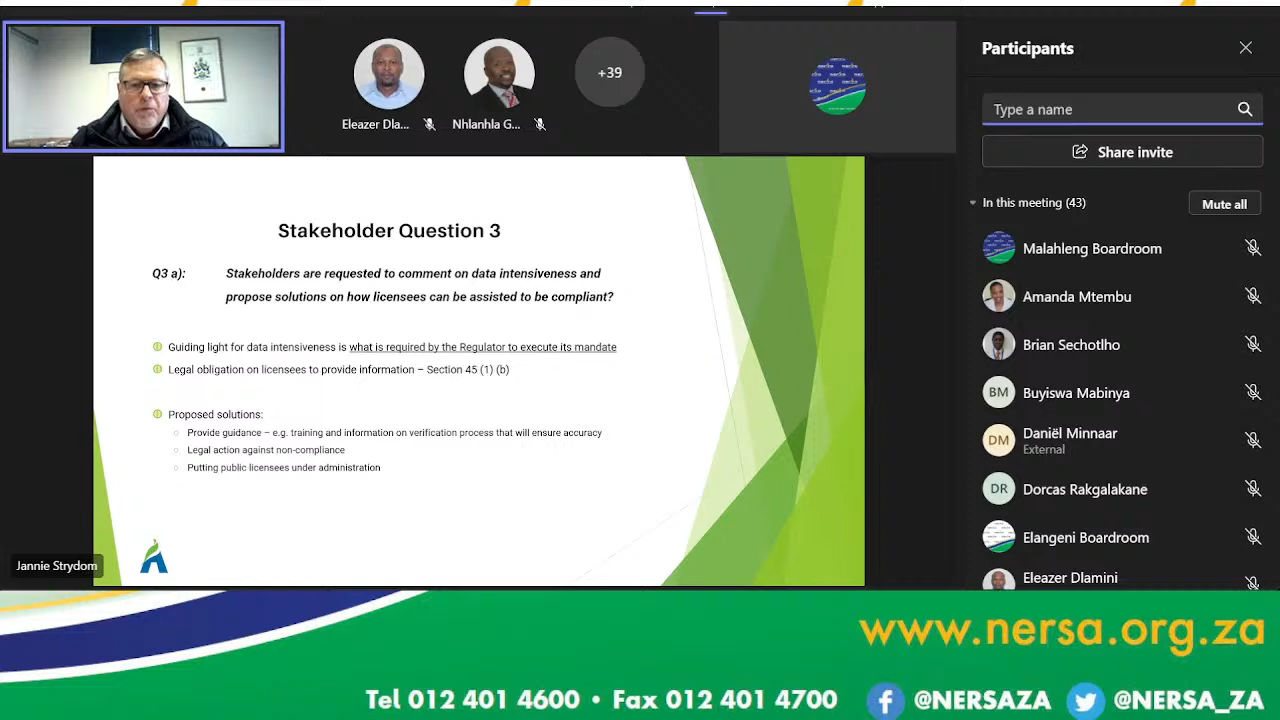 Participants
Type a name
Share invite
In this meeting (43)
Mute all
Malahleng Boardroom
Amanda Mtembu
Brian Sechotlho
BM
Buyiswa Mabinya
DM
Daniël Minnaar
External
DR
Dorcas Rakgalakane
Elangeni Boardroom
Eleazer Dlamini
Eleazer Dla...
Nhlanhla G...
+39
Stakeholder Question 3
Q3 a): Stakeholders are requested to comment on data intensiveness and
propose solutions on how licensees can be assisted to be compliant?
Guiding light for data intensiveness is what is required by the Regulator to execute its mandate
Legal obligation on licensees to provide information – Section 45 (1) (b)
Proposed solutions:
Provide guidance – e.g. training and information on verification process that will ensure accuracy
Legal action against non-compliance
Putting public licensees under administration
Jannie Strydom
www.nersa.org.za
Tel 012 401 4600 • Fax 012 401 4700 @NERSAZA @NERSA_ZA